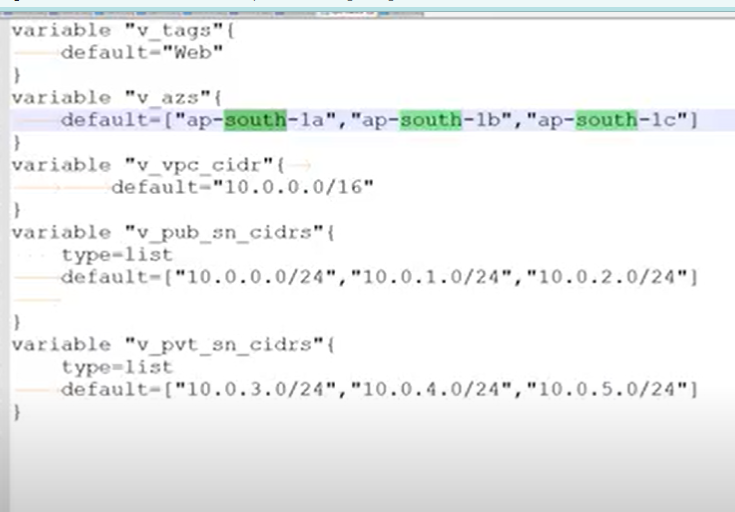 variable "v_tags"{
default="Web"
}
variable "v_azs"{
default=["ap-south-1a","ap-south-1b","ap-south-1c"]
}
variable "v_vpc_cidr"{
default="10.0.0.0/16"
}
variable "v_pub_sn_cidrs"{
type=list
default=["10.0.0.0/24","10.0.1.0/24","10.0.2.0/24"]
}
variable "v_pvt_sn_cidrs"{
type=list
default=["10.0.3.0/24","10.0.4.0/24","10.0.5.0/24"]
}